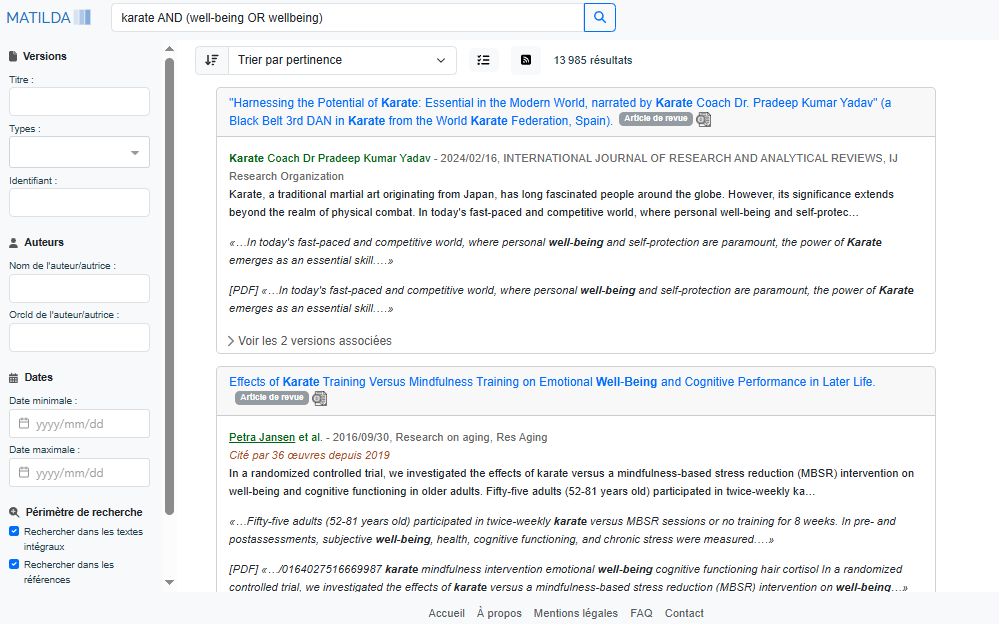 MATILDA
karate AND (well-being OR wellbeing)
Versions
Titre :
Types :
Identifiant :
Auteurs
Nom de l'auteur/autrice :
OrcId de l'auteur/autrice :
Dates
Date minimale :
yyyy/mm/dd
Date maximale :
yyyy/mm/dd
Périmètre de recherche
Rechercher dans les textes
intégraux
Rechercher dans les
références
Trier par pertinence
13 985 résultats
"Harnessing the Potential of Karate: Essential in the Modern World, narrated by Karate Coach Dr. Pradeep Kumar Yadav" (a
Black Belt 3rd DAN in Karate from the World Karate Federation, Spain). Article de revue
Karate Coach Dr Pradeep Kumar Yadav - 2024/02/16, INTERNATIONAL JOURNAL OF RESEARCH AND ANALYTICAL REVIEWS, IJ
Research Organization
Karate, a traditional martial art originating from Japan, has long fascinated people around the globe. However, its significance extends
beyond the realm of physical combat. In today's fast-paced and competitive world, where personal well-being and self-protec…
«…In today's fast-paced and competitive world, where personal well-being and self-protection are paramount, the power of Karate
emerges as an essential skill.…»
[PDF] «…In today's fast-paced and competitive world, where personal well-being and self-protection are paramount, the power of Karate
emerges as an essential skill.…»
Voir les 2 versions associées
Effects of Karate Training Versus Mindfulness Training on Emotional Well-Being and Cognitive Performance in Later Life.
Article de revue
Petra Jansen et al. - 2016/09/30, Research on aging, Res Aging
Cité par 36 œuvres depuis 2019
In a randomized controlled trial, we investigated the effects of karate versus a mindfulness-based stress reduction (MBSR) intervention on
well-being and cognitive functioning in older adults. Fifty-five adults (52-81 years old) participated in twice-weekly ka…
«…Fifty-five adults (52-81 years old) participated in twice-weekly karate versus MBSR sessions or no training for 8 weeks. In pre- and
postassessments, subjective well-being, health, cognitive functioning, and chronic stress were measured.…»
[PDF] «…/0164027516669987 karate mindfulness intervention emotional well-being cognitive functioning hair cortisol In a randomized
controlled trial, we investigated the effects of karate versus a mindfulness-based stress reduction (MBSR) intervention on well-being…»
Accueil À propos Mentions légales FAQ Contact